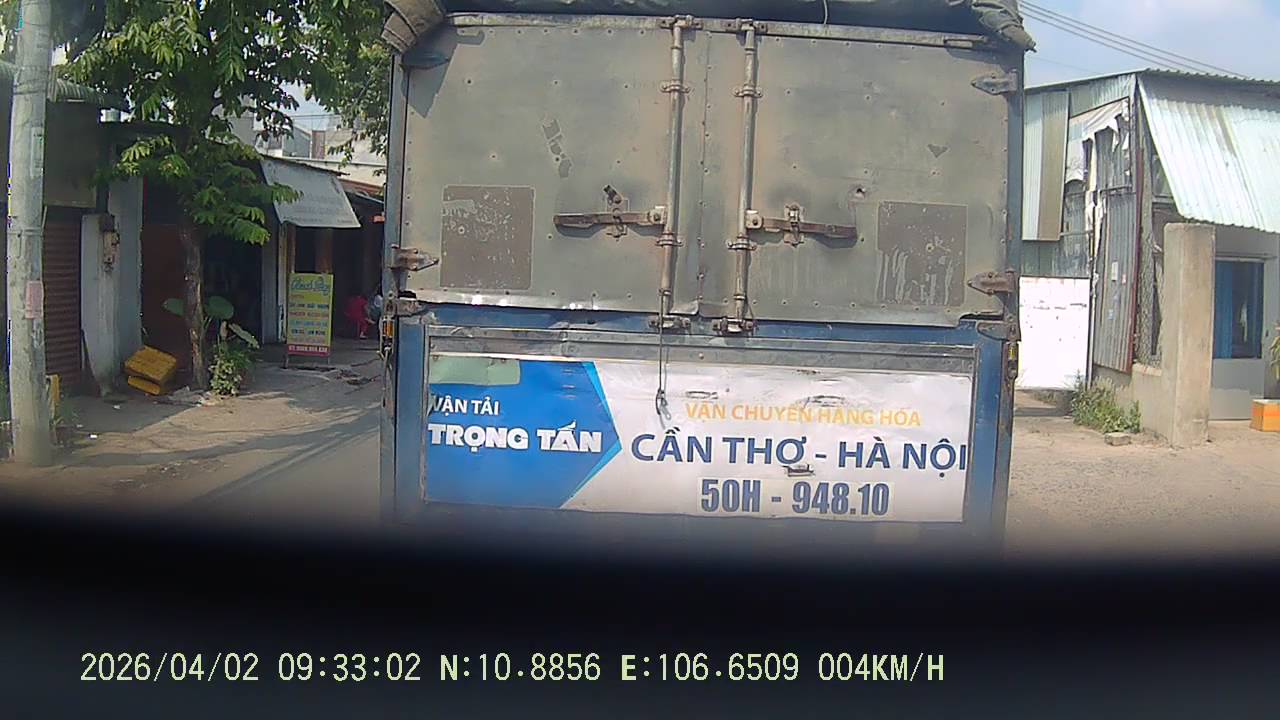 VẬN TẢI
TRỌNG TẤN
VẬN CHUYỂN HÀNG HÓA
CẦN THƠ - HÀ NỘI
50H - 948.10
2026/04/02 09:33:02 N:10.8856 E:106.6509 004KM/H